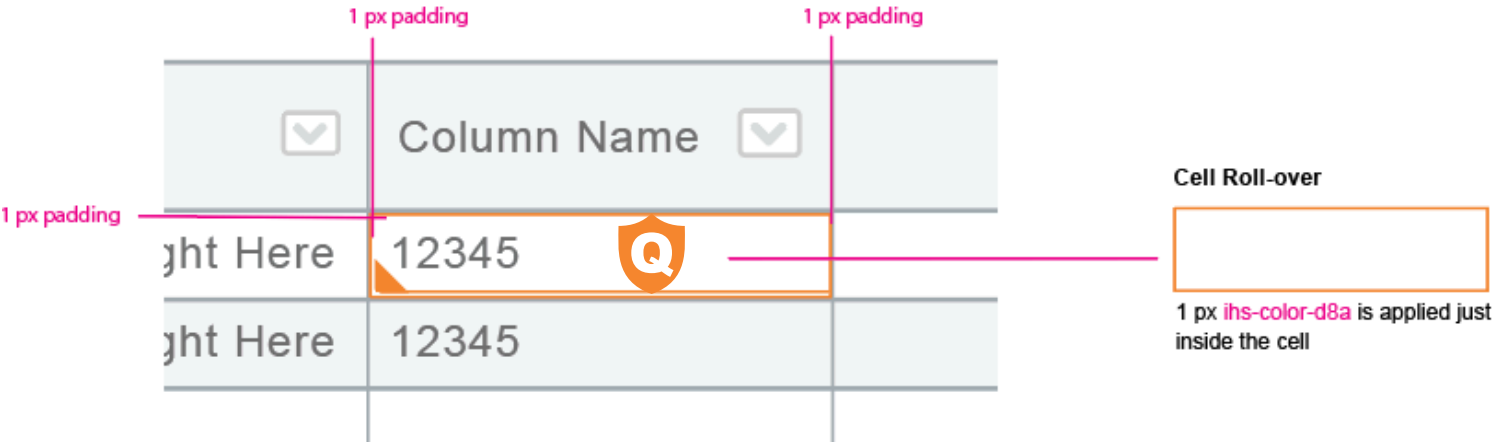 1 px padding
1 px padding
Column Name
Cell Roll-over
1 px padding
ght Here
12345
Q
1 px ihs-color-d8a is applied just
inside the cell
ght Here
12345